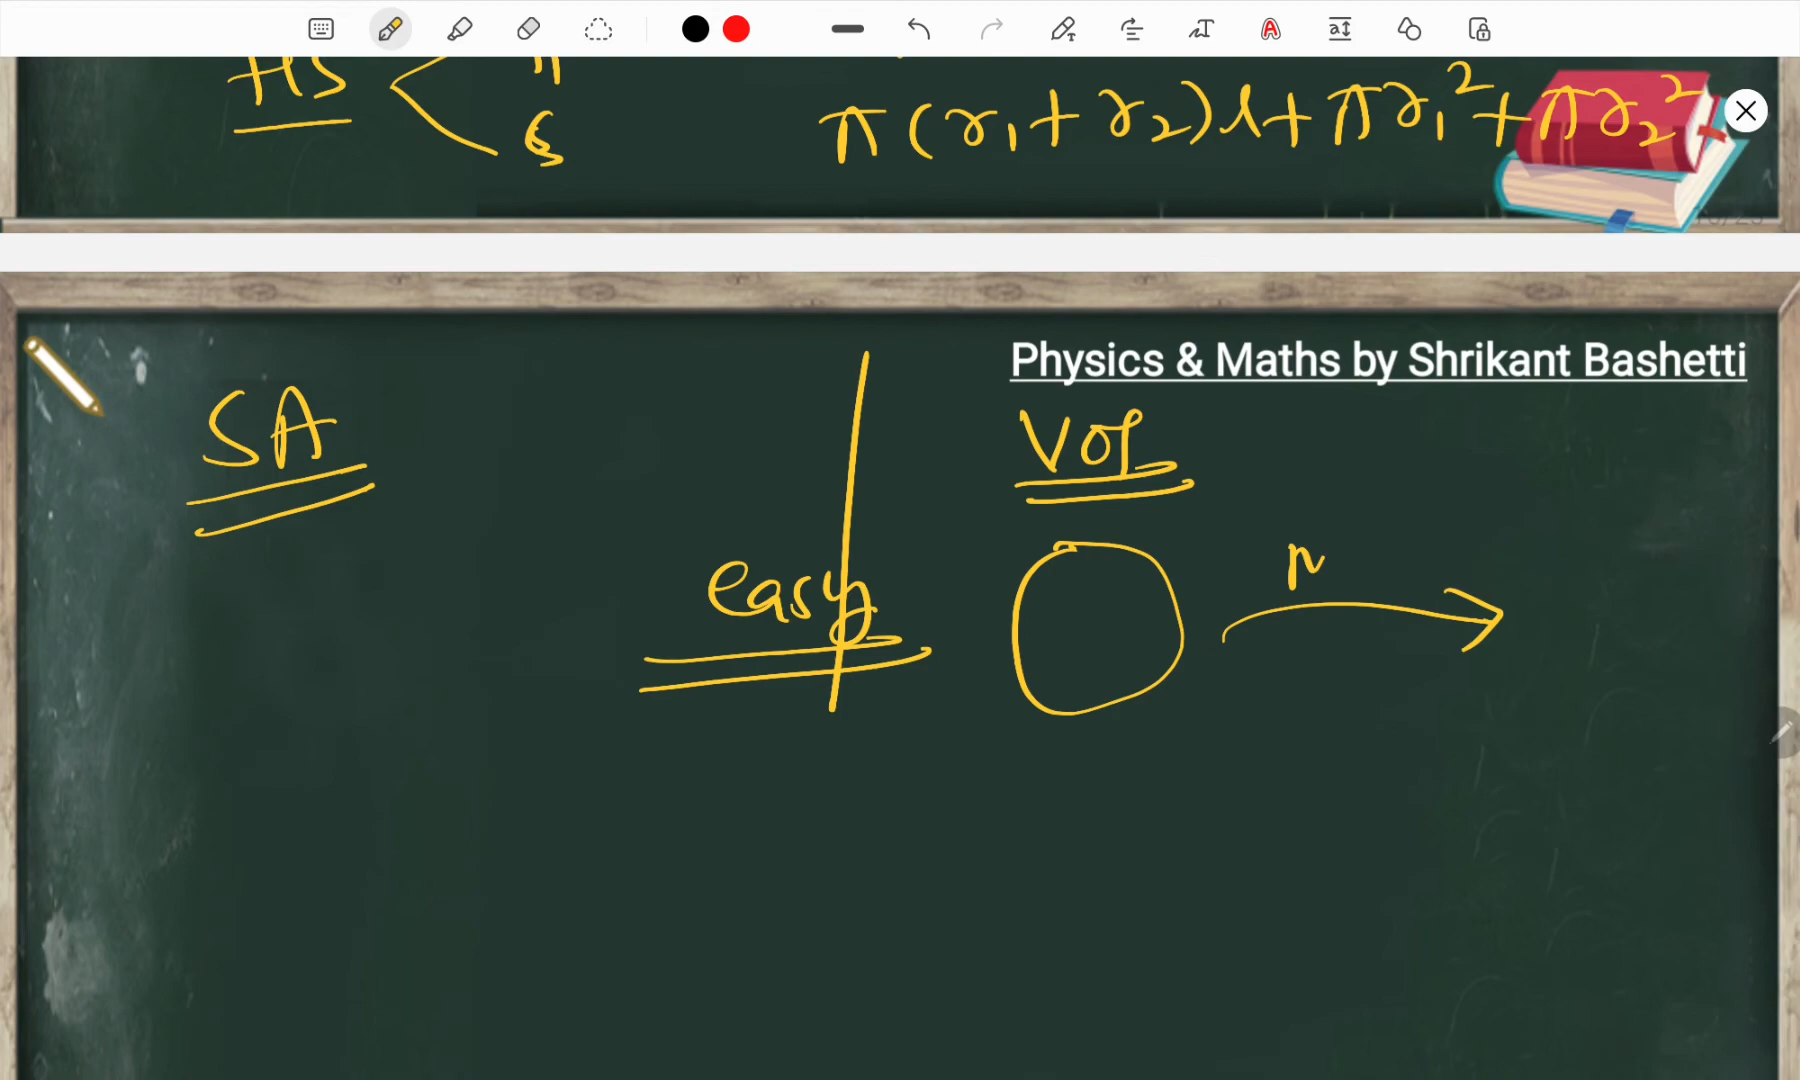 HS
π(r₁+r₂)l+πr₁²+πr₂²
Physics & Maths by Shrikant Bashetti
SA
Vol
easy